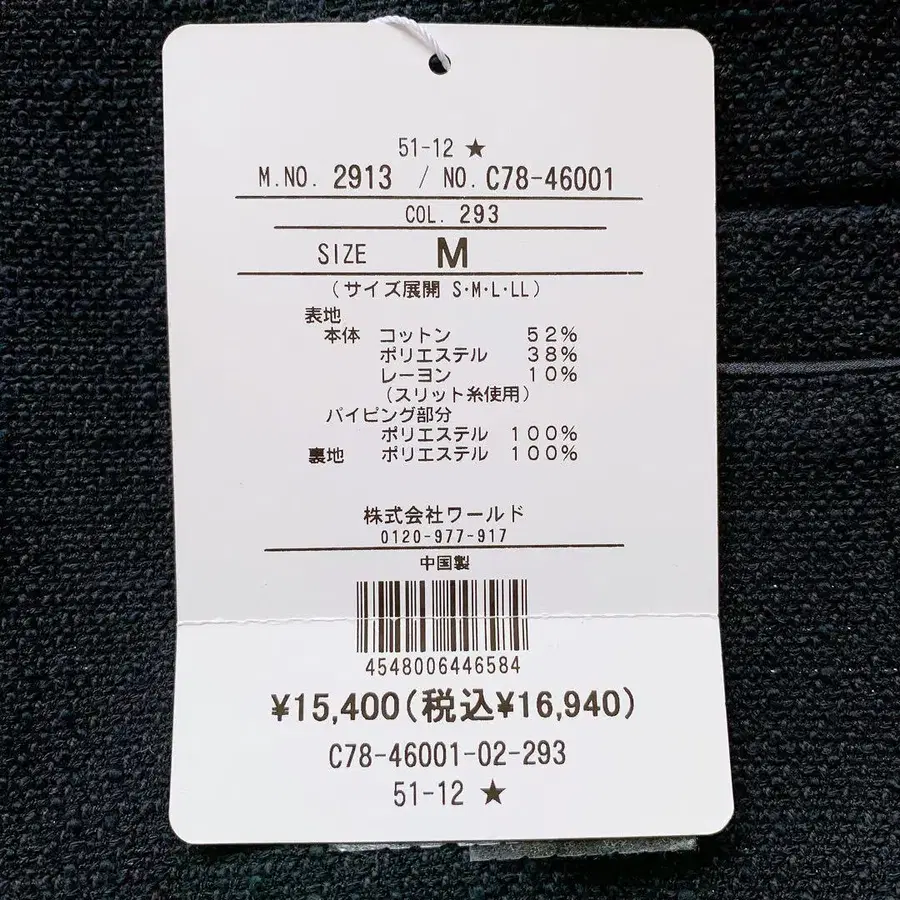 51-12 ★
M.NO. 2913 / NO. C78-46001
COL. 293
SIZE M
(サイズ展開 S・M・L・LL)
表地
本体 コットン 52%
ポリエステル 38%
レーヨン 10%
(スリット糸使用)
パイピング部分
ポリエステル 100%
裏地 ポリエステル 100%
株式会社ワールド
0120-977-917
中国製
4548006446584
¥15,400(税込¥16,940)
C78-46001-02-293
51-12 ★